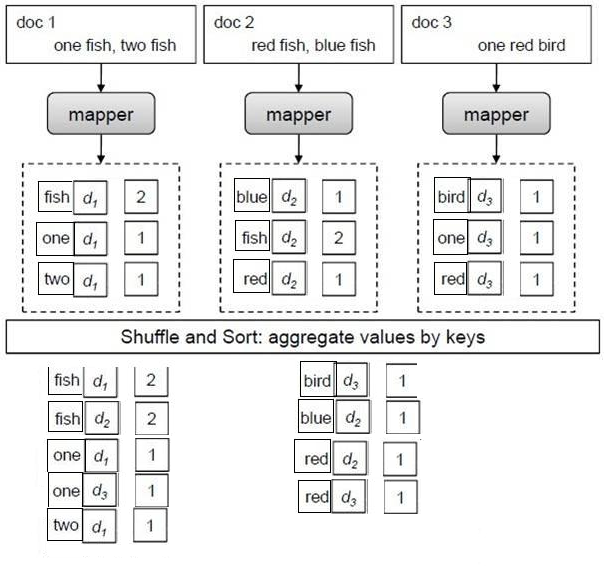 doc 1
one fish, two fish
doc 2
red fish, blue fish
doc 3
one red bird
mapper
mapper
mapper
fish d₁ 2
one d₁ 1
two d₁ 1
blue d₂ 1
fish d₂ 2
red d₂ 1
bird d₃ 1
one d₃ 1
red d₃ 1
Shuffle and Sort: aggregate values by keys
fish d₁ 2
fish d₂ 2
one d₁ 1
one d₃ 1
two d₁ 1
bird d₃ 1
blue d₂ 1
red d₂ 1
red d₃ 1